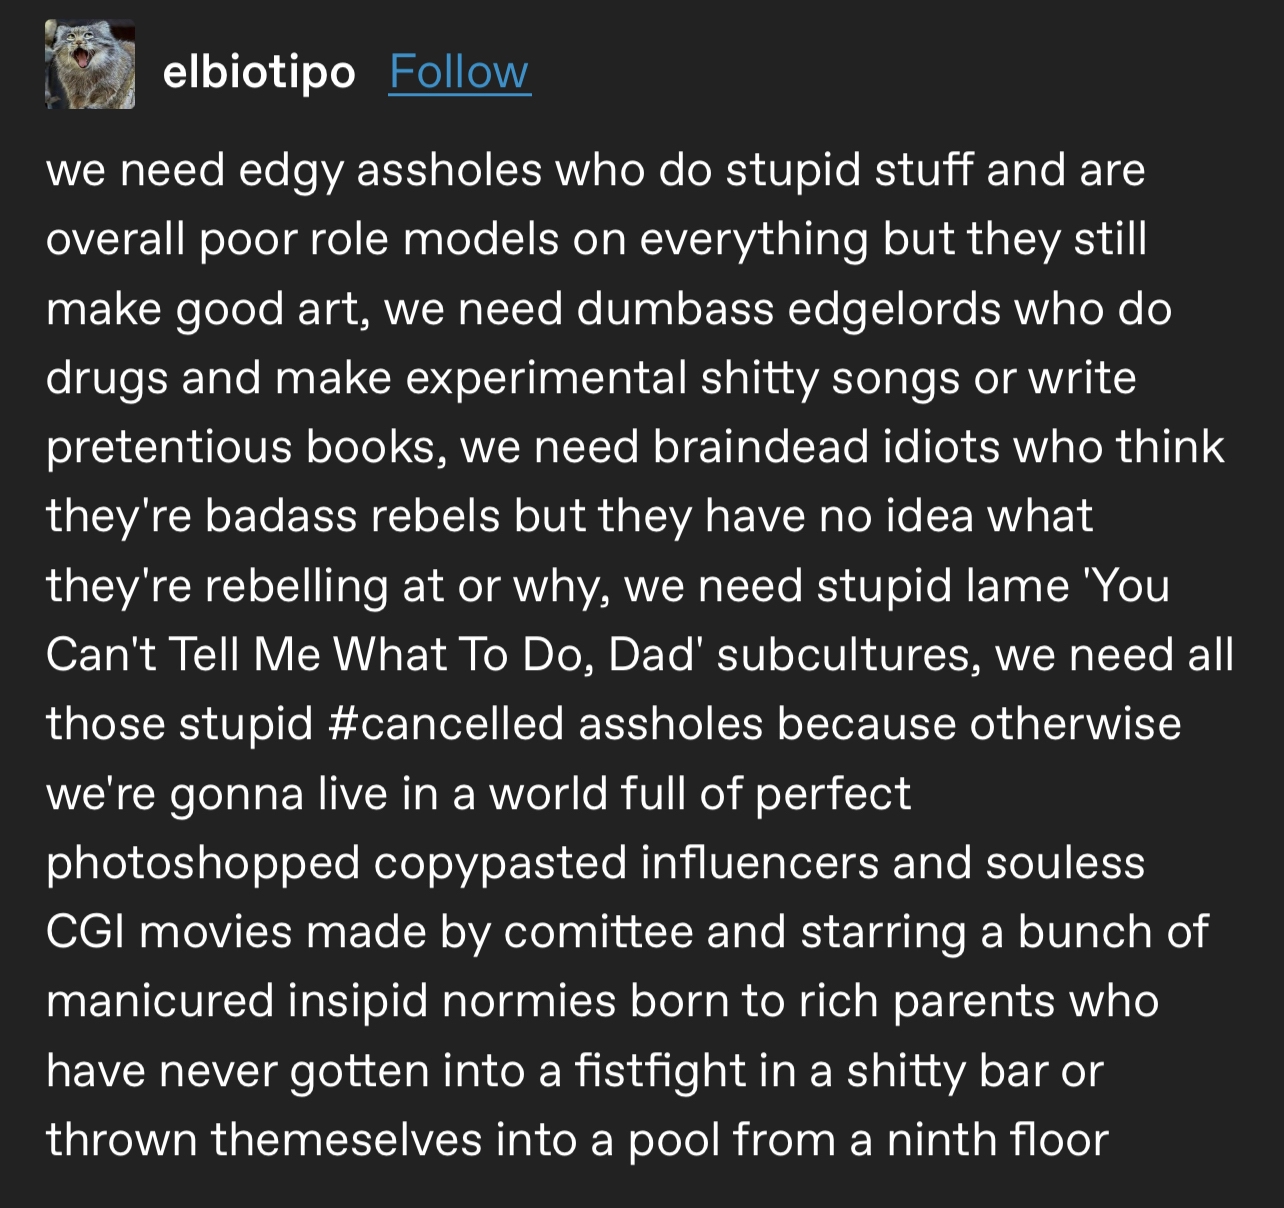 elbiotipo Follow
we need edgy assholes who do stupid stuff and are
overall poor role models on everything but they still
make good art, we need dumbass edgelords who do
drugs and make experimental shitty songs or write
pretentious books, we need braindead idiots who think
they're badass rebels but they have no idea what
they're rebelling at or why, we need stupid lame 'You
Can't Tell Me What To Do, Dad' subcultures, we need all
those stupid #cancelled assholes because otherwise
we're gonna live in a world full of perfect
photoshopped copypasted influencers and souless
CGI movies made by comittee and starring a bunch of
manicured insipid normies born to rich parents who
have never gotten into a fistfight in a shitty bar or
thrown themeselves into a pool from a ninth floor